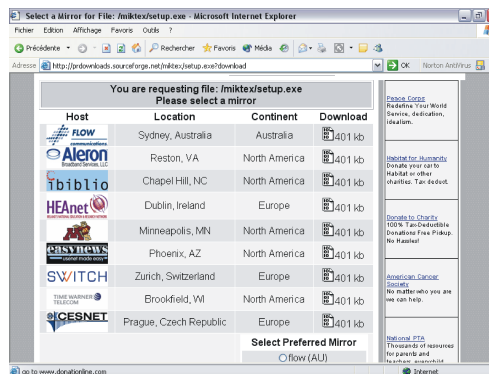 Select a Mirror for File: /miktex/setup.exe - Microsoft Internet Explorer
Fichier Edition Affichage Favoris Outils ?
Précédente Rechercher Favoris Média
Adresse http://prdownloads.sourceforge.net/miktex/setup.exe?download OK Norton AntiVirus
You are requesting file: /miktex/setup.exe
Please select a mirror
Host Location Continent Download
FLOW communications Sydney, Australia Australia 401 kb
Aleron Broadband Services, LLC Reston, VA North America 401 kb
ibiblio Chapel Hill, NC North America 401 kb
HEAnet Dublin, Ireland Europe 401 kb
Minneapolis, MN North America 401 kb
easynews usenet made easy Phoenix, AZ North America 401 kb
SWITCH Zurich, Switzerland Europe 401 kb
TIME WARNER TELECOM Brookfield, WI North America 401 kb
CESNET Prague, Czech Republic Europe 401 kb
Select Preferred Mirror
flow (AU)
Peace Corps
Redefine Your World
Service, dedication,
idealism.
Habitat for Humanity
Donate your car to
Habitat or other
charities. Tax deduct.
Donate to Charity
100% Tax-Deductible
Donations Free Pickup.
No Hassles!
American Cancer
Society
No matter who you are
we can help.
National PTA
Thousands of resources
for parents and
teachers, everychild
go to www.donationline.com Internet